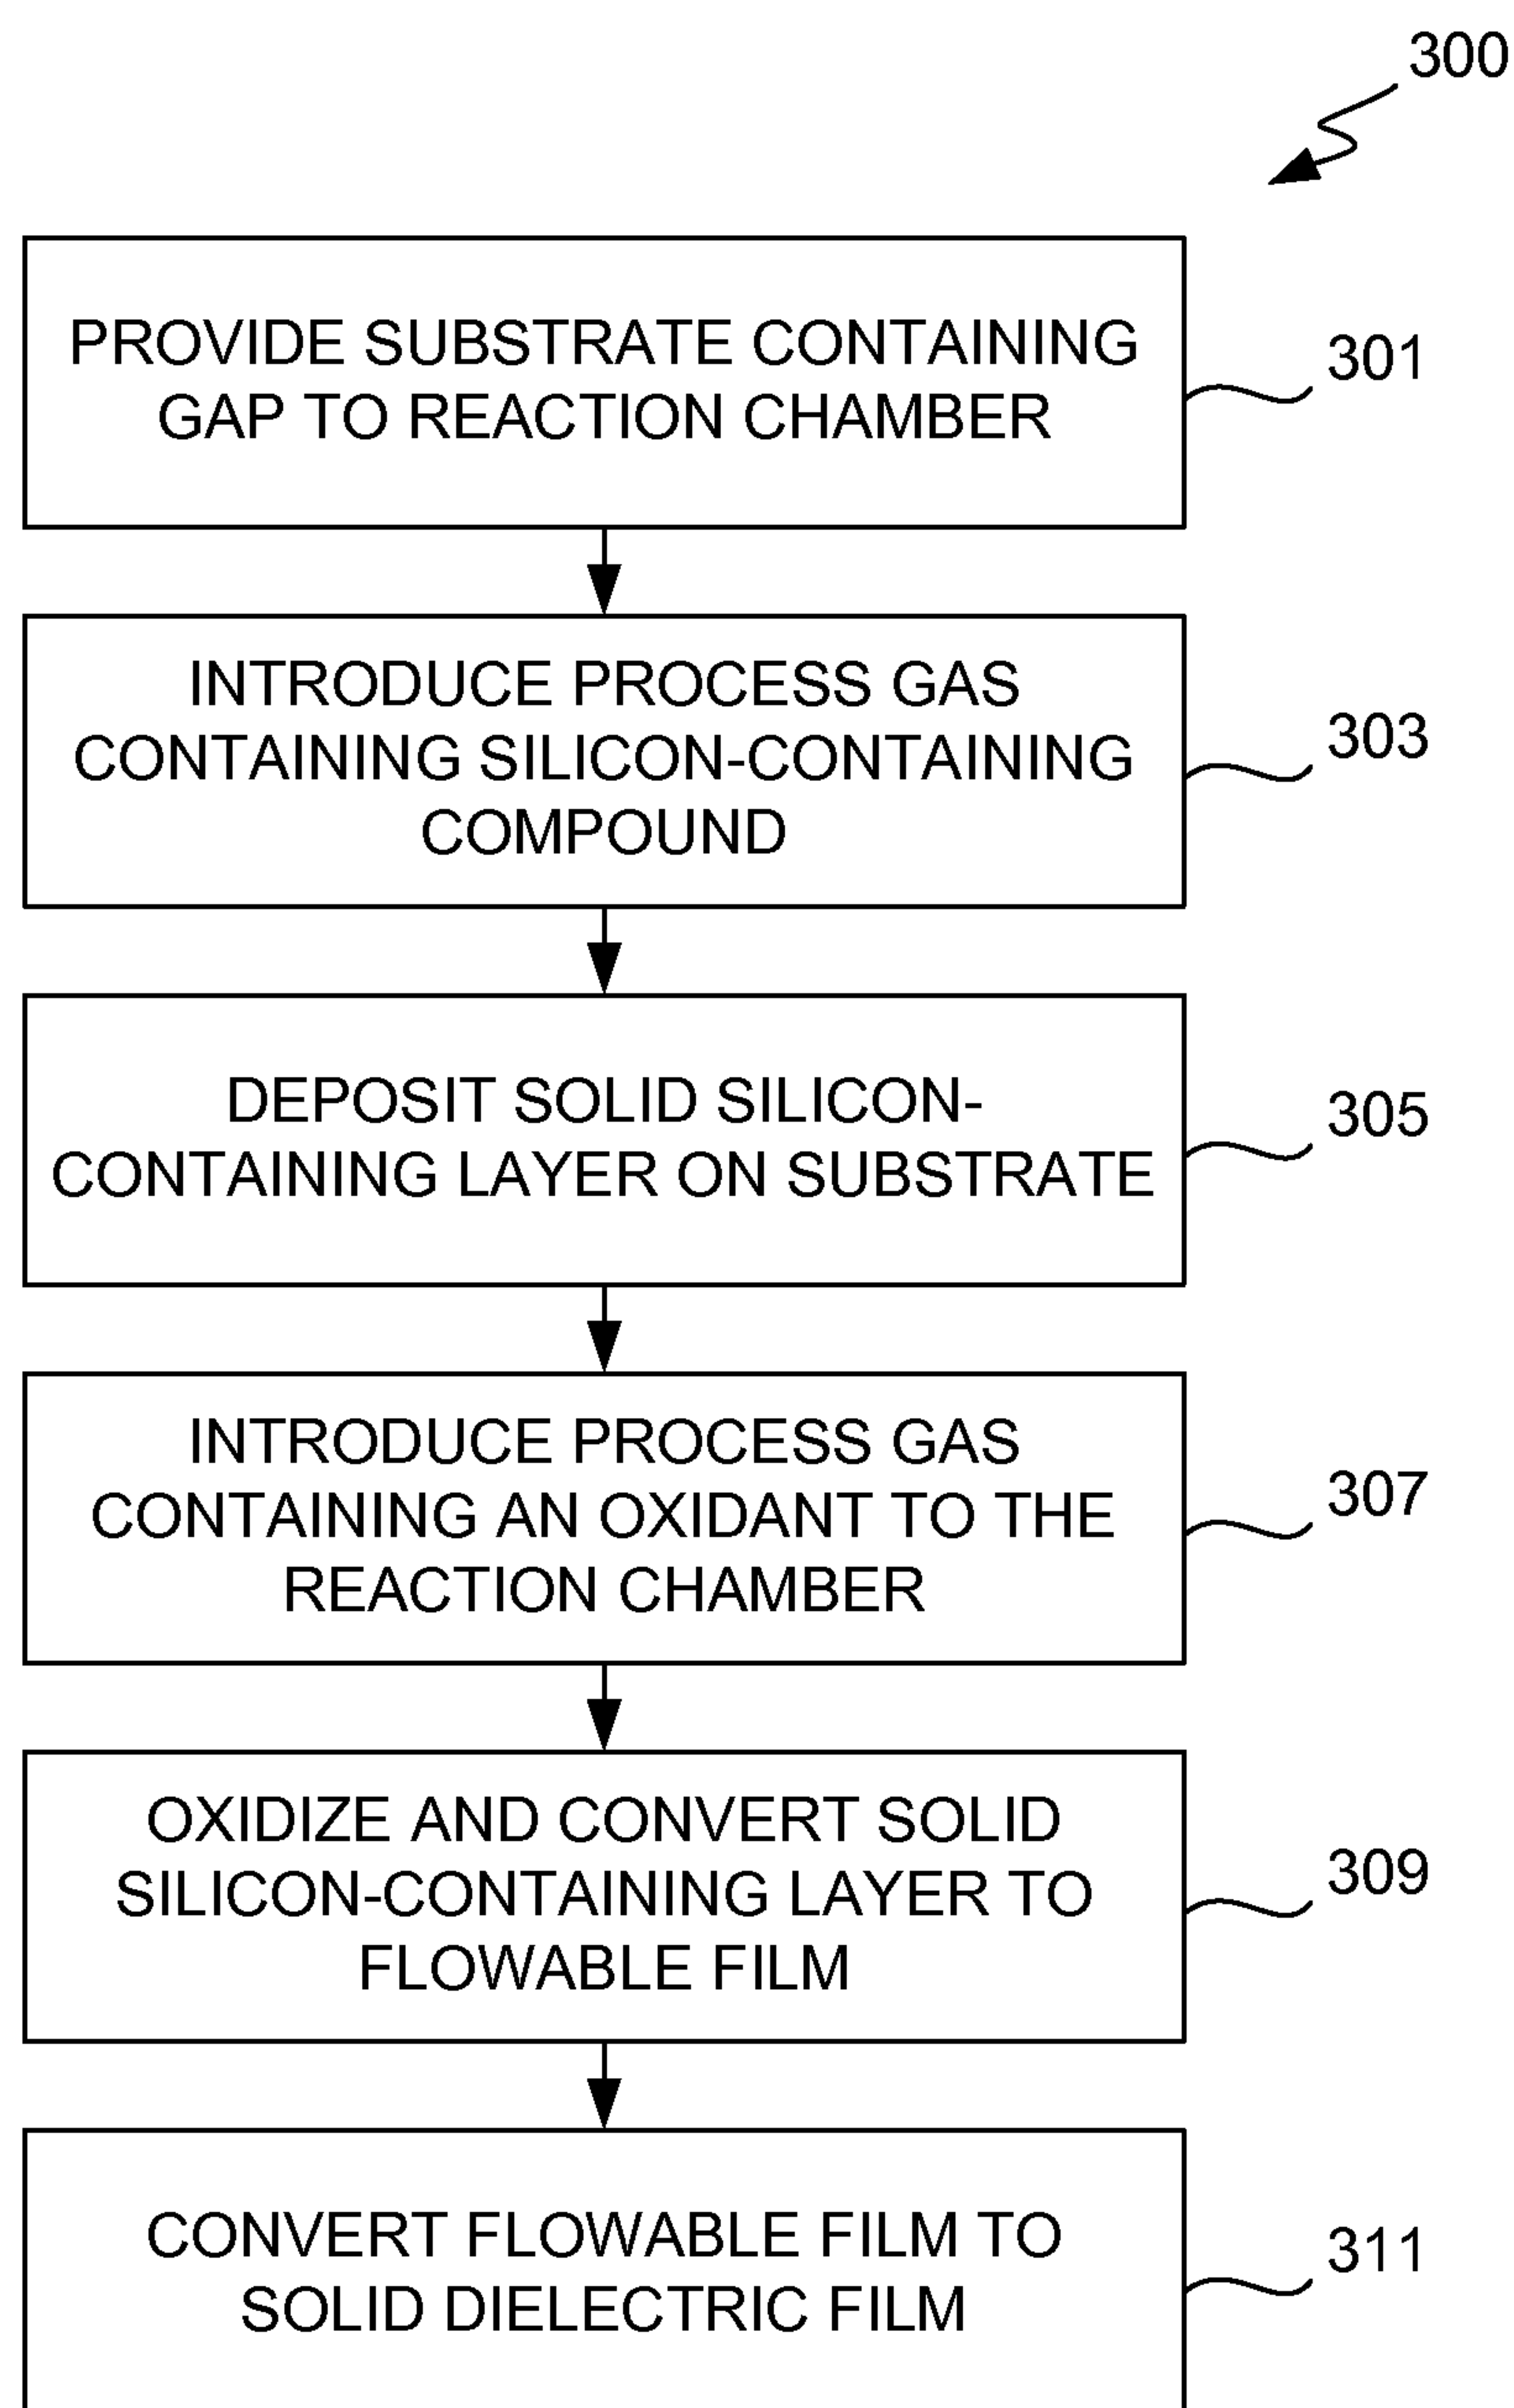 300
PROVIDE SUBSTRATE CONTAINING
GAP TO REACTION CHAMBER
301
INTRODUCE PROCESS GAS
CONTAINING SILICON-CONTAINING
COMPOUND
303
DEPOSIT SOLID SILICON-
CONTAINING LAYER ON SUBSTRATE
305
INTRODUCE PROCESS GAS
CONTAINING AN OXIDANT TO THE
REACTION CHAMBER
307
OXIDIZE AND CONVERT SOLID
SILICON-CONTAINING LAYER TO
FLOWABLE FILM
309
CONVERT FLOWABLE FILM TO
SOLID DIELECTRIC FILM
311